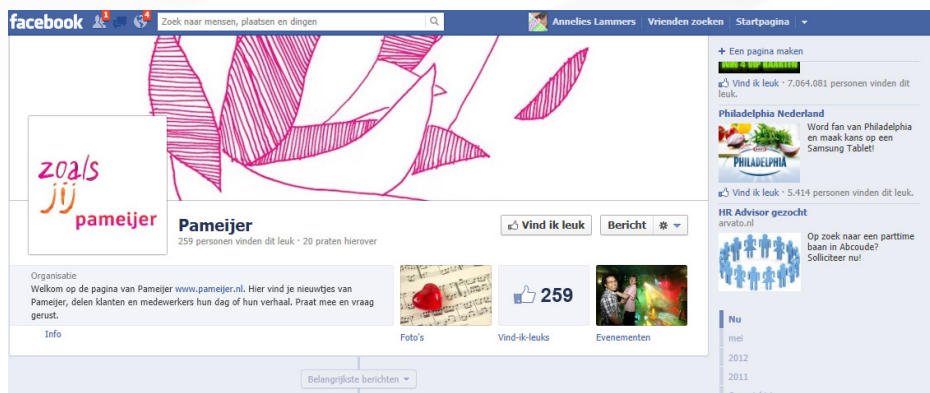 facebook
1
4
Zoek naar mensen, plaatsen en dingen
Annelies Lammers Vrienden zoeken Startpagina
zoals
jij
pameijer
Pameijer
259 personen vinden dit leuk · 20 praten hierover
Vind ik leuk
Bericht
Organisatie
Welkom op de pagina van Pameijer www.pameijer.nl. Hier vind je nieuwtjes van
Pameijer, delen klanten en medewerkers hun dag of hun verhaal. Praat mee en vraag
gerust.
Info
259
Foto's
Vind-ik-leuks
Evenementen
Belangrijkste berichten
+ Een pagina maken
Vind ik leuk · 7.064.081 personen vinden dit
leuk.
Philadelphia Nederland
Word fan van Philadelphia
en maak kans op een
Samsung Tablet!
PHILADELPHIA
Vind ik leuk · 5.414 personen vinden dit leuk.
HR Advisor gezocht
arvato.nl
Op zoek naar een parttime
baan in Abcoude?
Solliciteer nu!
Nu
mei
2012
2011